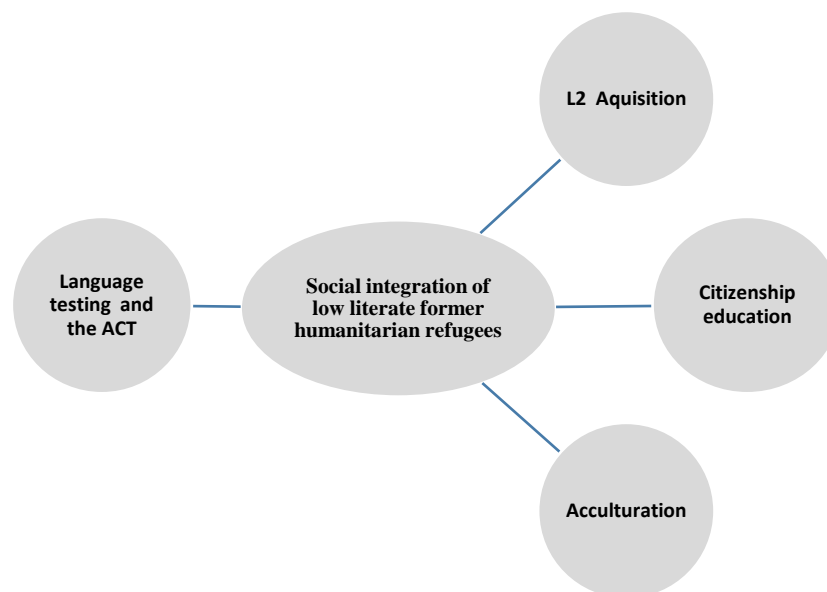 L2 Aquisition
Language
testing and
the ACT
Social integration of
low literate former
humanitarian refugees
Citizenship
education
Acculturation